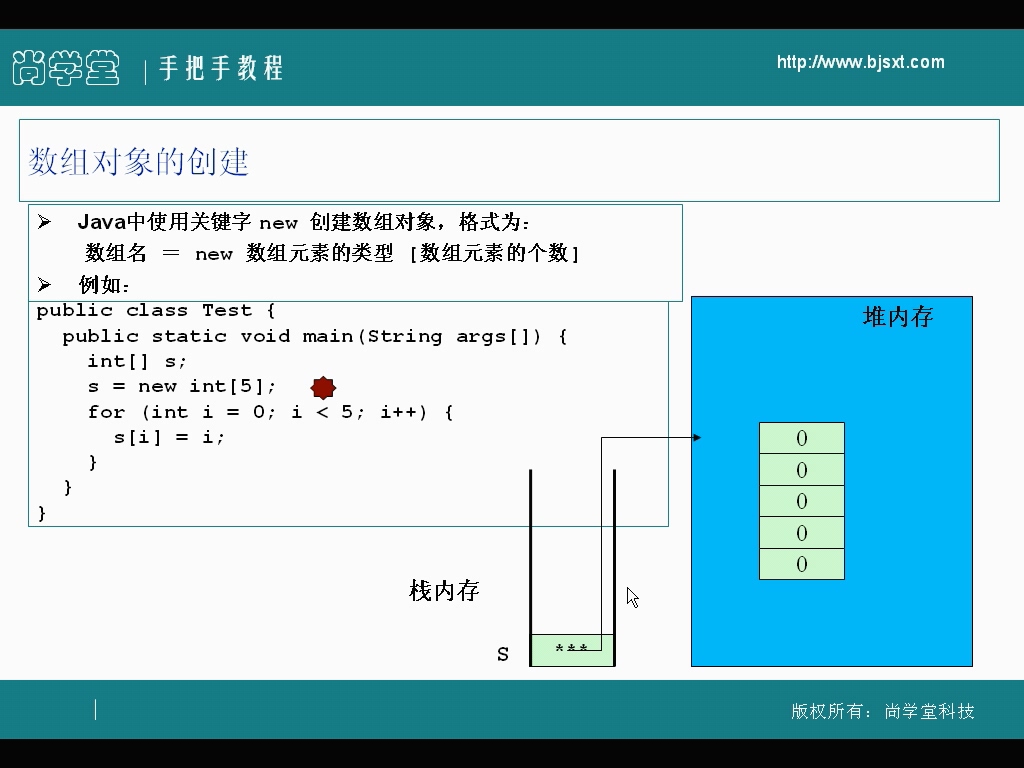 尚学堂 | 手把手教程
http://www.bjsxt.com
数组对象的创建
Java中使用关键字 new 创建数组对象，格式为：
数组名 ＝ new 数组元素的类型 [数组元素的个数]
例如：
public class Test {
public static void main(String args[]) {
int[] s;
s = new int[5];
for (int i = 0; i < 5; i++) {
s[i] = i;
}
}
}
堆内存
0
0
0
0
0
栈内存
s
***
版权所有：尚学堂科技